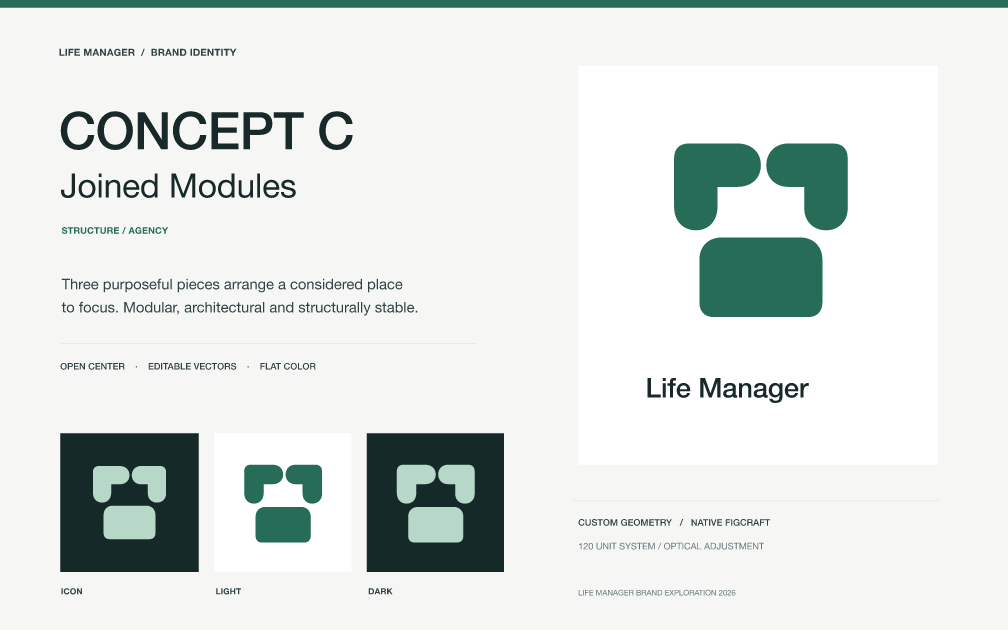 LIFE MANAGER / BRAND IDENTITY
CONCEPT C
Joined Modules
STRUCTURE / AGENCY
Three purposeful pieces arrange a considered place
to focus. Modular, architectural and structurally stable.
OPEN CENTER · EDITABLE VECTORS · FLAT COLOR
ICON
LIGHT
DARK
Life Manager
CUSTOM GEOMETRY / NATIVE FIGCRAFT
120 UNIT SYSTEM / OPTICAL ADJUSTMENT
LIFE MANAGER BRAND EXPLORATION 2026